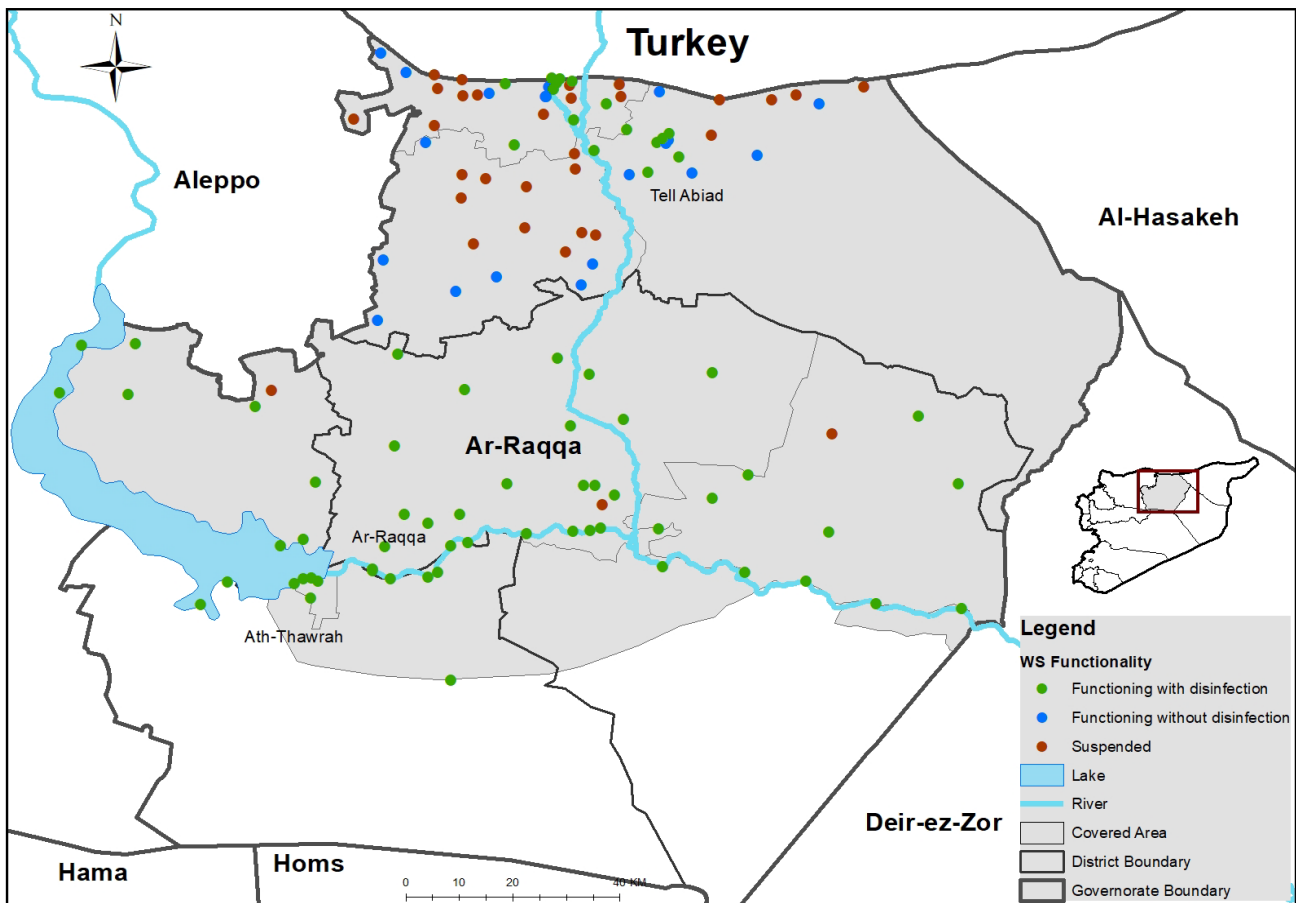 N
Turkey
Aleppo
Tell Abiad
Al-Hasakeh
Ar-Raqqa
Ar-Raqqa
Ath-Thawrah
Deir-ez-Zor
Hama
Homs
0 10 20 40 KM
Legend
WS Functionality
Functioning with disinfection
Functioning without disinfection
Suspended
Lake
River
Covered Area
District Boundary
Governorate Boundary